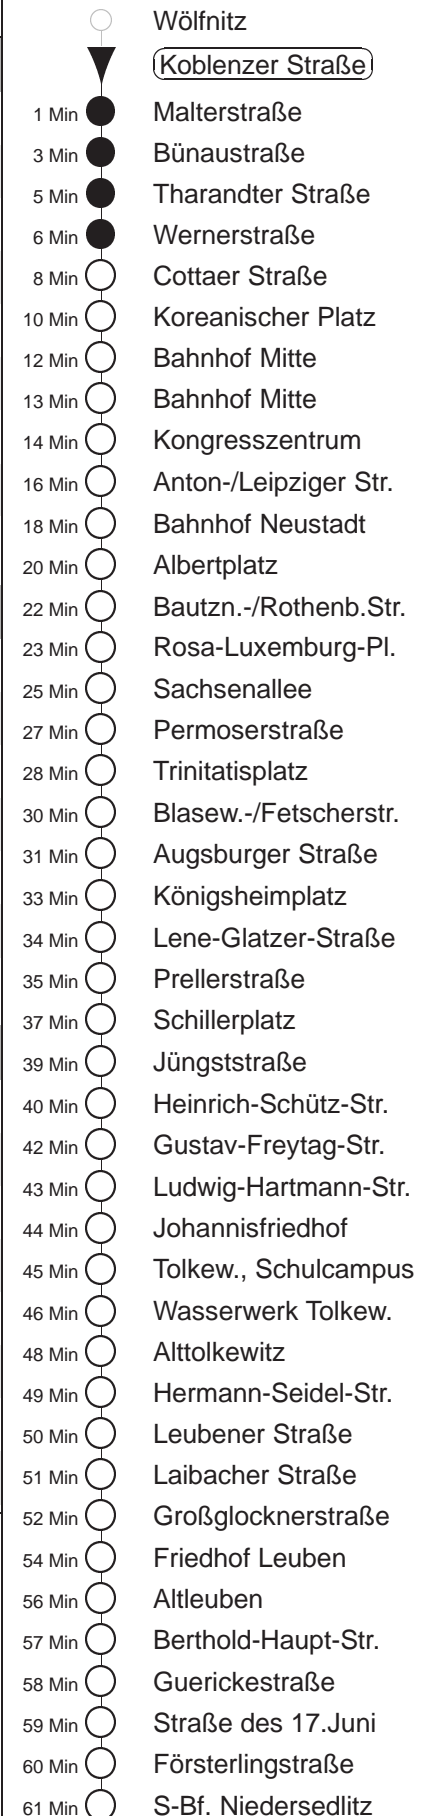 Wölfnitz
Koblenzer Straße
1 Min Malterstraße
3 Min Bünaustraße
5 Min Tharandter Straße
6 Min Wernerstraße
8 Min Cottaer Straße
10 Min Koreanischer Platz
12 Min Bahnhof Mitte
13 Min Bahnhof Mitte
14 Min Kongresszentrum
16 Min Anton-/Leipziger Str.
18 Min Bahnhof Neustadt
20 Min Albertplatz
22 Min Bautzn.-/Rothenb.Str.
23 Min Rosa-Luxemburg-Pl.
25 Min Sachsenallee
27 Min Permoserstraße
28 Min Trinitatisplatz
30 Min Blasew.-/Fetscherstr.
31 Min Augsburger Straße
33 Min Königsheimplatz
34 Min Lene-Glatzer-Straße
35 Min Prellerstraße
37 Min Schillerplatz
39 Min Jüngststraße
40 Min Heinrich-Schütz-Str.
42 Min Gustav-Freytag-Str.
43 Min Ludwig-Hartmann-Str.
44 Min Johannisfriedhof
45 Min Tolkew., Schulcampus
46 Min Wasserwerk Tolkew.
48 Min Alttolkewitz
49 Min Hermann-Seidel-Str.
50 Min Leubener Straße
51 Min Laibacher Straße
52 Min Großglocknerstraße
54 Min Friedhof Leuben
56 Min Altleuben
57 Min Berthold-Haupt-Str.
58 Min Guerickestraße
59 Min Straße des 17.Juni
60 Min Försterlingstraße
61 Min S-Bf. Niedersedlitz